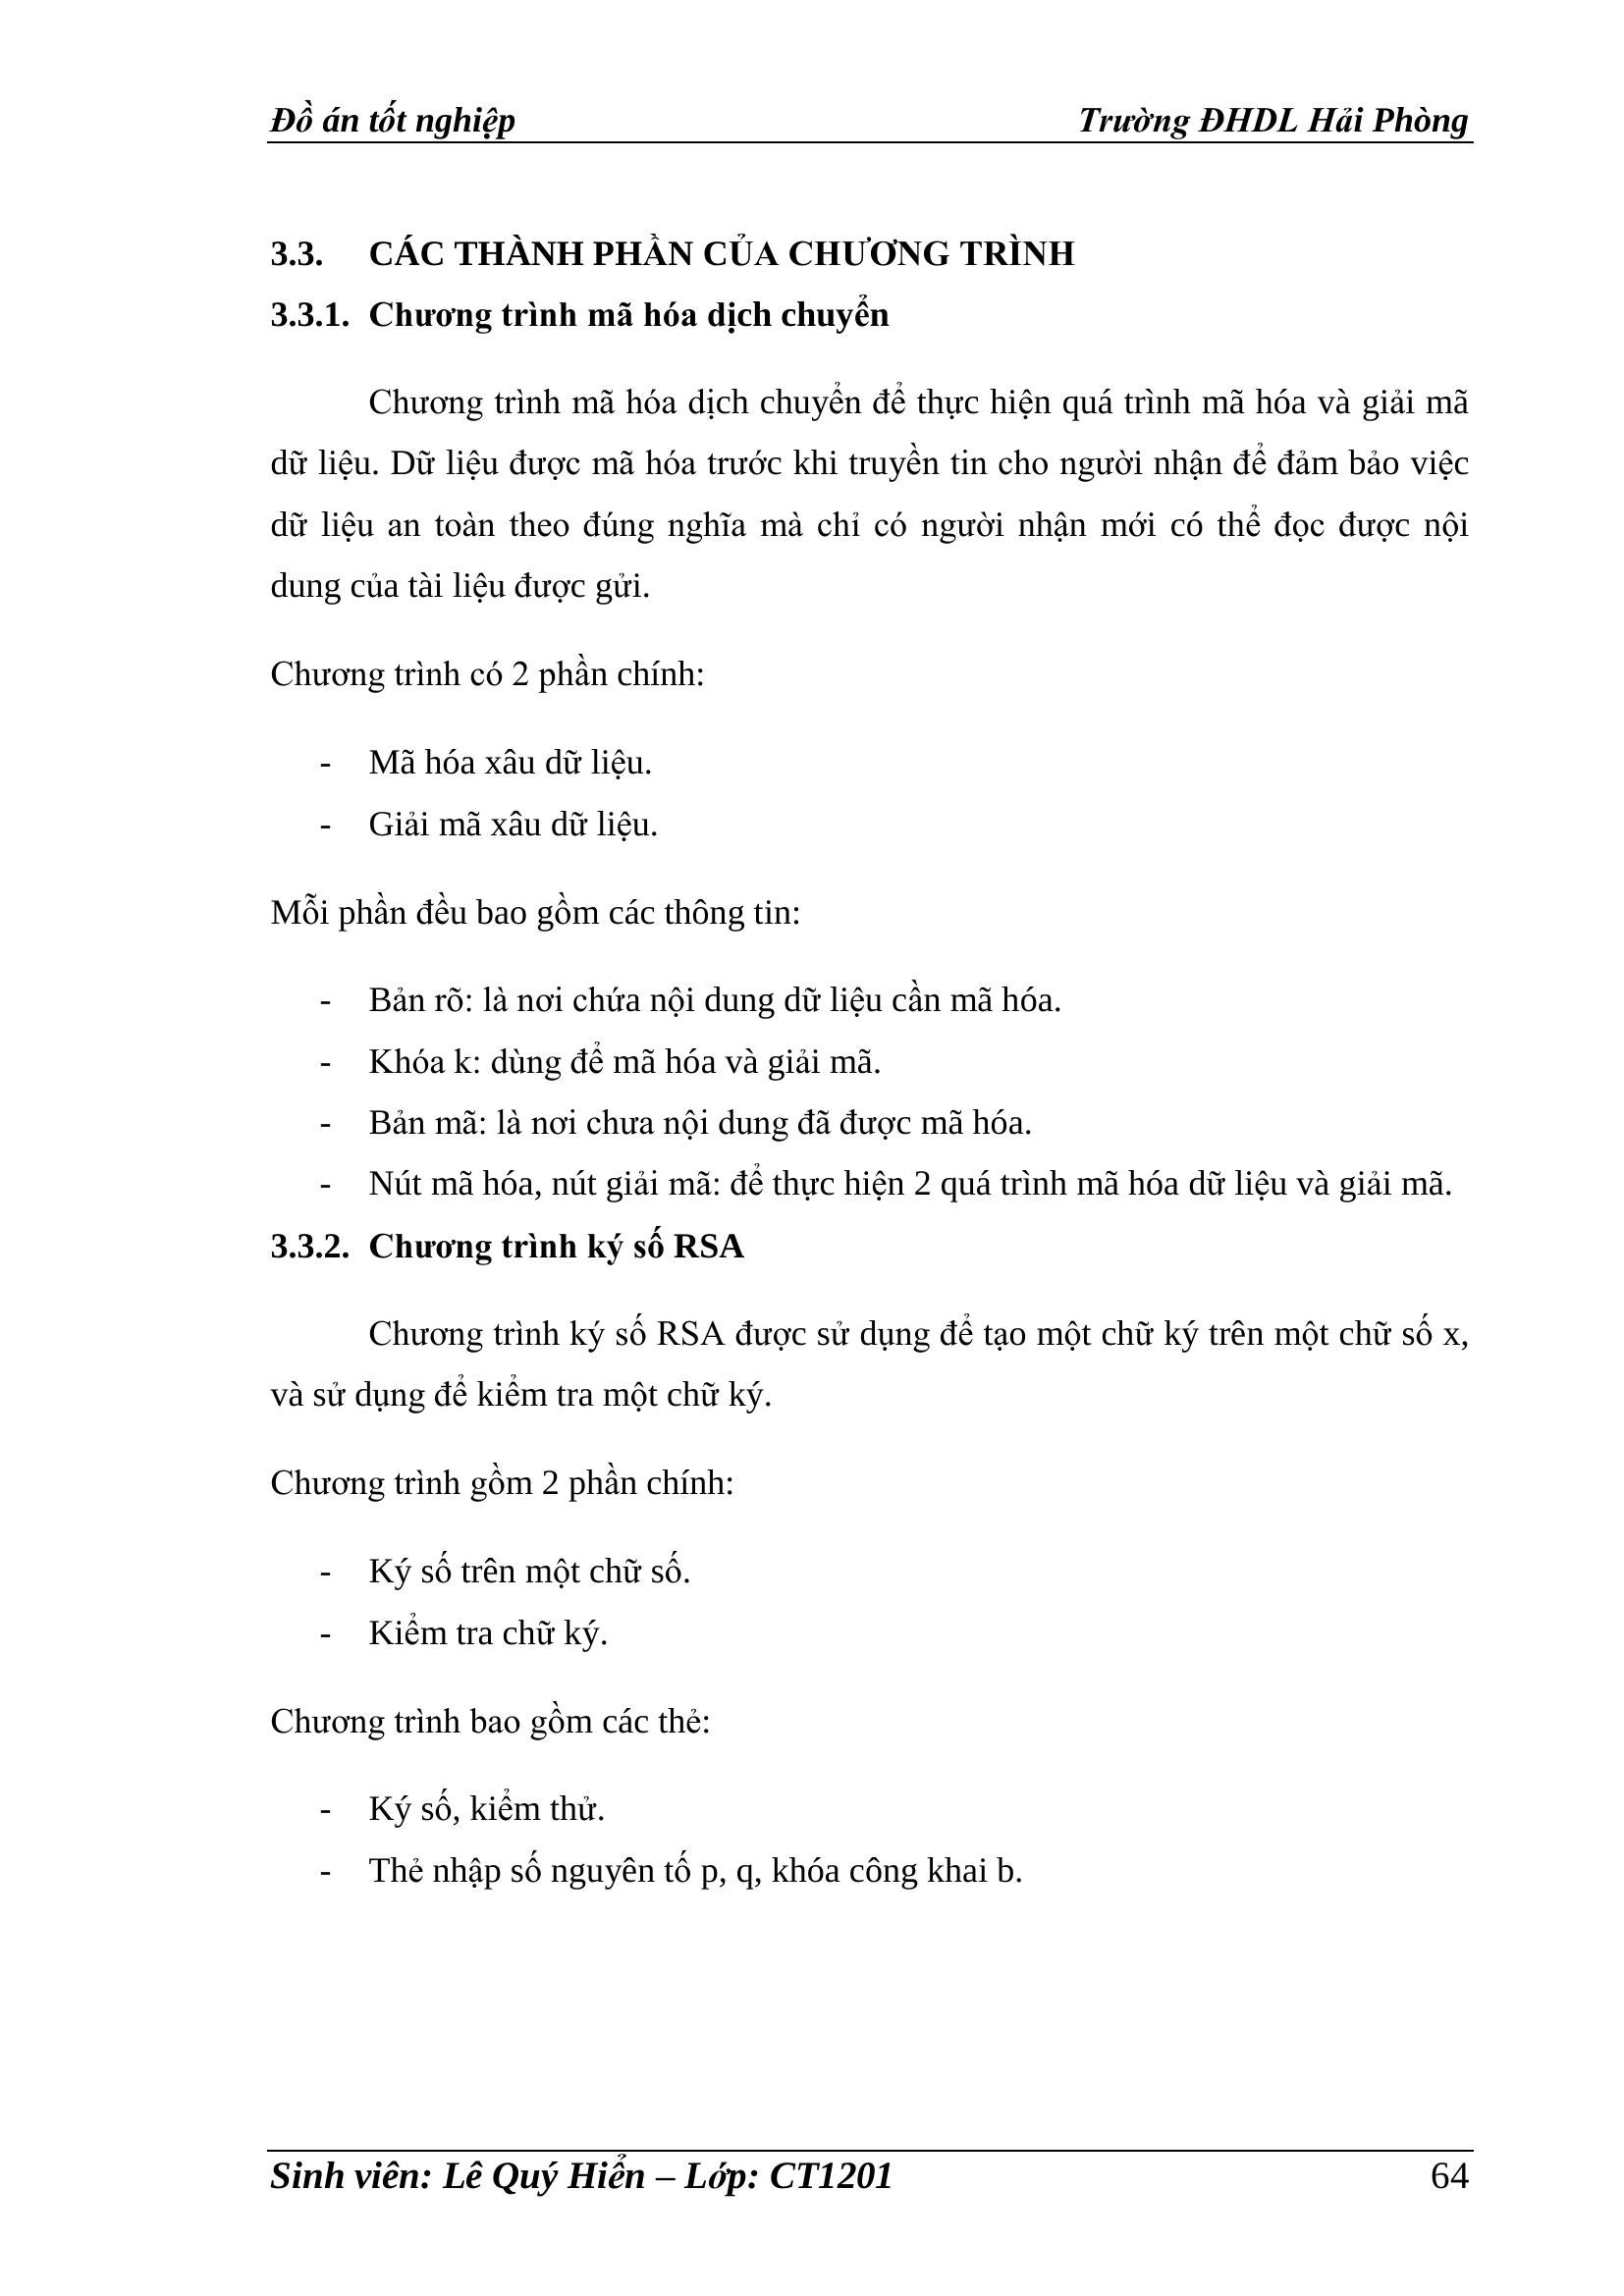 Đồ án tốt nghiệp Trường ĐHDL Hải Phòng
3.3. CÁC THÀNH PHẦN CỦA CHƯƠNG TRÌNH
3.3.1. Chương trình mã hóa dịch chuyển
Chương trình mã hóa dịch chuyển để thực hiện quá trình mã hóa và giải mã
dữ liệu. Dữ liệu được mã hóa trước khi truyền tin cho người nhận để đảm bảo việc
dữ liệu an toàn theo đúng nghĩa mà chỉ có người nhận mới có thể đọc được nội
dung của tài liệu được gửi.
Chương trình có 2 phần chính:
- Mã hóa xâu dữ liệu.
- Giải mã xâu dữ liệu.
Mỗi phần đều bao gồm các thông tin:
- Bản rõ: là nơi chứa nội dung dữ liệu cần mã hóa.
- Khóa k: dùng để mã hóa và giải mã.
- Bản mã: là nơi chưa nội dung đã được mã hóa.
- Nút mã hóa, nút giải mã: để thực hiện 2 quá trình mã hóa dữ liệu và giải mã.
3.3.2. Chương trình ký số RSA
Chương trình ký số RSA được sử dụng để tạo một chữ ký trên một chữ số x,
và sử dụng để kiểm tra một chữ ký.
Chương trình gồm 2 phần chính:
- Ký số trên một chữ số.
- Kiểm tra chữ ký.
Chương trình bao gồm các thẻ:
- Ký số, kiểm thử.
- Thẻ nhập số nguyên tố p, q, khóa công khai b.
Sinh viên: Lê Quý Hiển – Lớp: CT1201 64